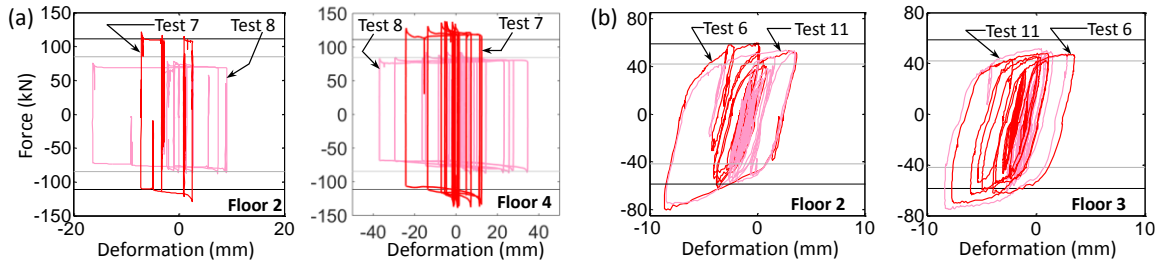 (a)
Force (kN)
150
100
50
0
-50
-100
-150
Test 7
Test 8
Floor 2
-20
0
20
Deformation (mm)
150
100
50
0
-50
-100
-150
Test 8
Test 7
Floor 4
-40
-20
0
20
40
Deformation (mm)
(b)
80
40
0
-40
-80
Test 6
Test 11
Floor 2
-10
0
10
Deformation (mm)
80
40
0
-40
-80
Test 11
Test 6
Floor 3
-10
0
10
Deformation (mm)